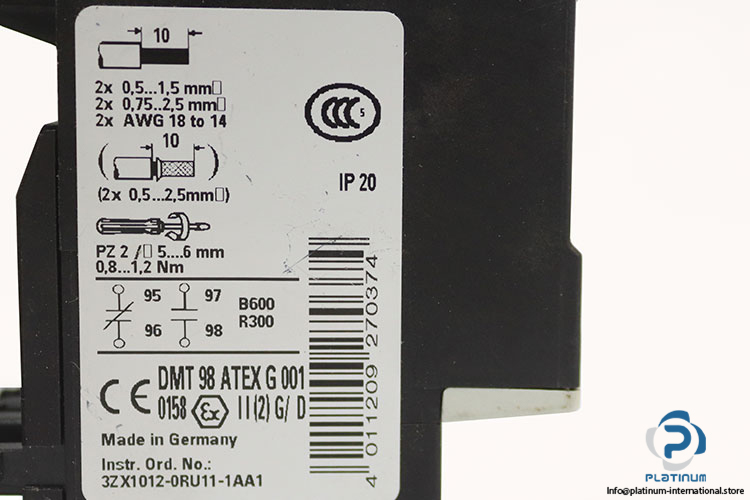 10
2x 0,5...1,5 mm□
2x 0,75..2,5 mm□
2x AWG 18 to 14
10
(2x 0,5...2,5mm□)
CCC S
IP 20
PZ 2 /□ 5....6 mm
0,8...1,2 Nm
95 97
96 98
B600
R300
CE DMT 98 ATEX G 001
0158 Ex II (2) G/ D
Made in Germany
Instr. Ord. No.:
3ZX1012-0RU11-1AA1
4 011209 270374
PLATINUM
INTERNATIONAL
Info@platinum-international.store